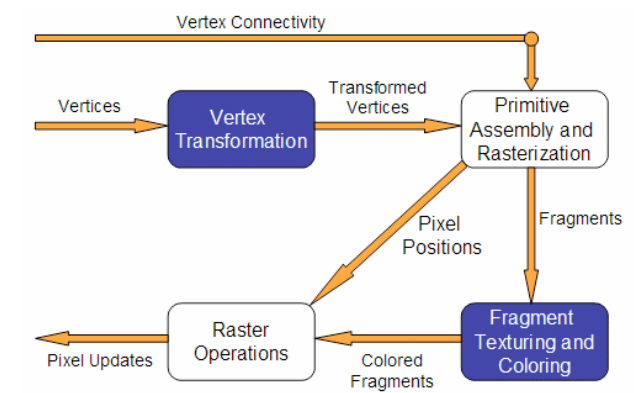 Vertex Connectivity
Vertices
Vertex
Transformation
Transformed
Vertices
Primitive
Assembly and
Rasterization
Pixel
Positions
Fragments
Fragment
Texturing and
Coloring
Colored
Fragments
Raster
Operations
Pixel Updates